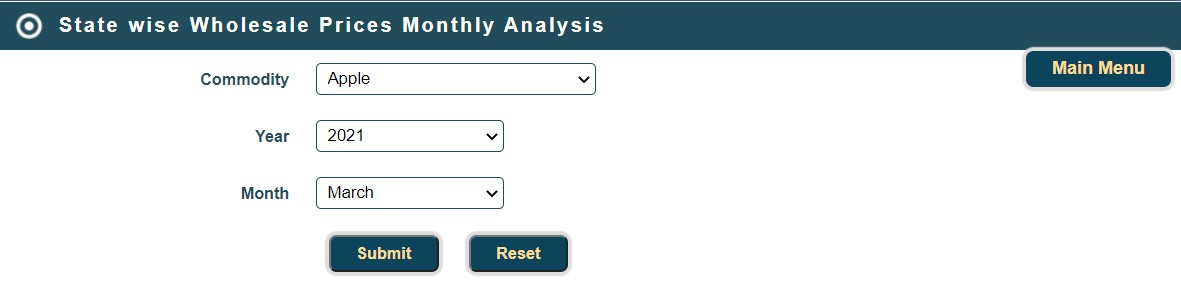 State wise Wholesale Prices Monthly Analysis
Main Menu
Commodity Apple
Year 2021
Month March
Submit Reset